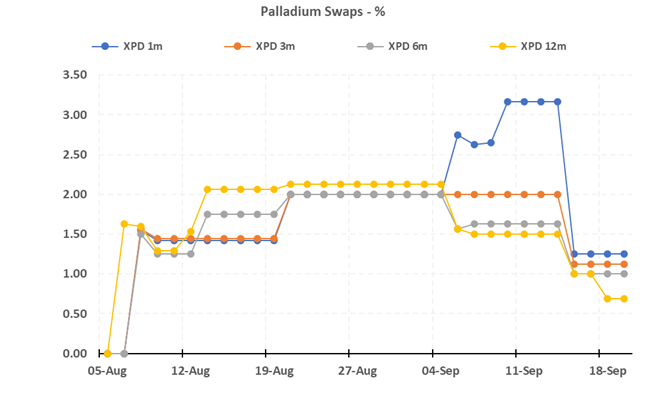 Palladium Swaps - %
XPD 1m XPD 3m XPD 6m XPD 12m
3.50
3.00
2.50
2.00
1.50
1.00
0.50
0.00
05-Aug 12-Aug 19-Aug 27-Aug 04-Sep 11-Sep 18-Sep